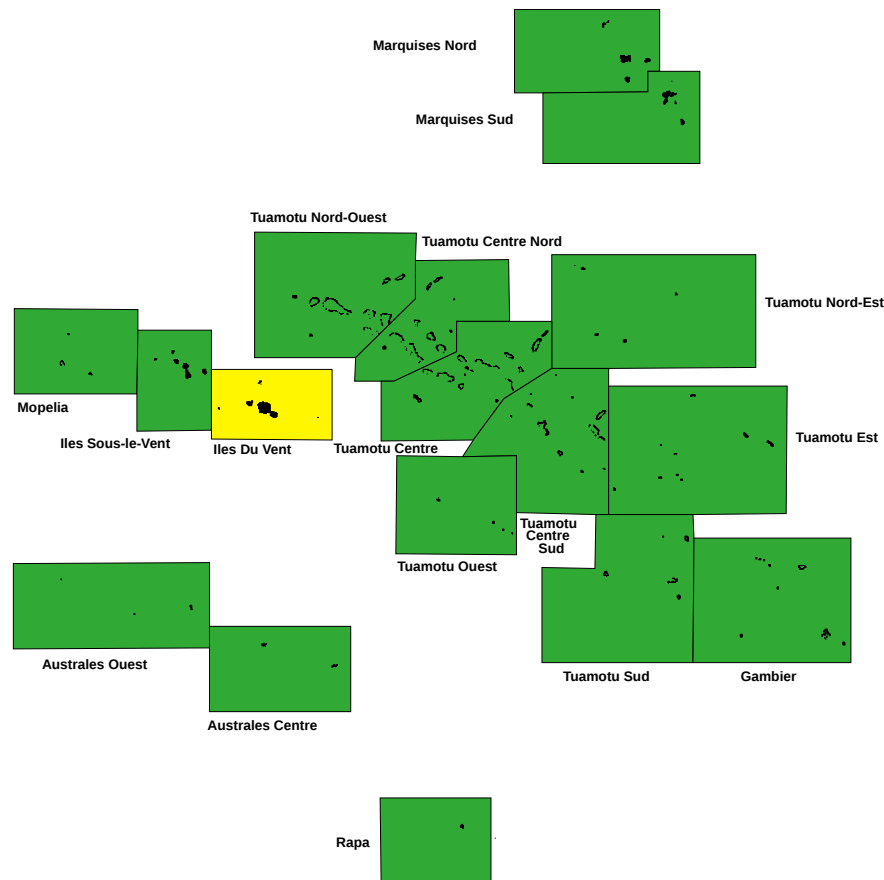 Marquises Nord
Marquises Sud
Tuamotu Nord-Ouest
Tuamotu Centre Nord
Tuamotu Nord-Est
Mopelia
Iles Sous-le-Vent
Iles Du Vent
Tuamotu Centre
Tuamotu Est
Tuamotu
Centre
Sud
Tuamotu Ouest
Australes Ouest
Tuamotu Sud
Gambier
Australes Centre
Rapa